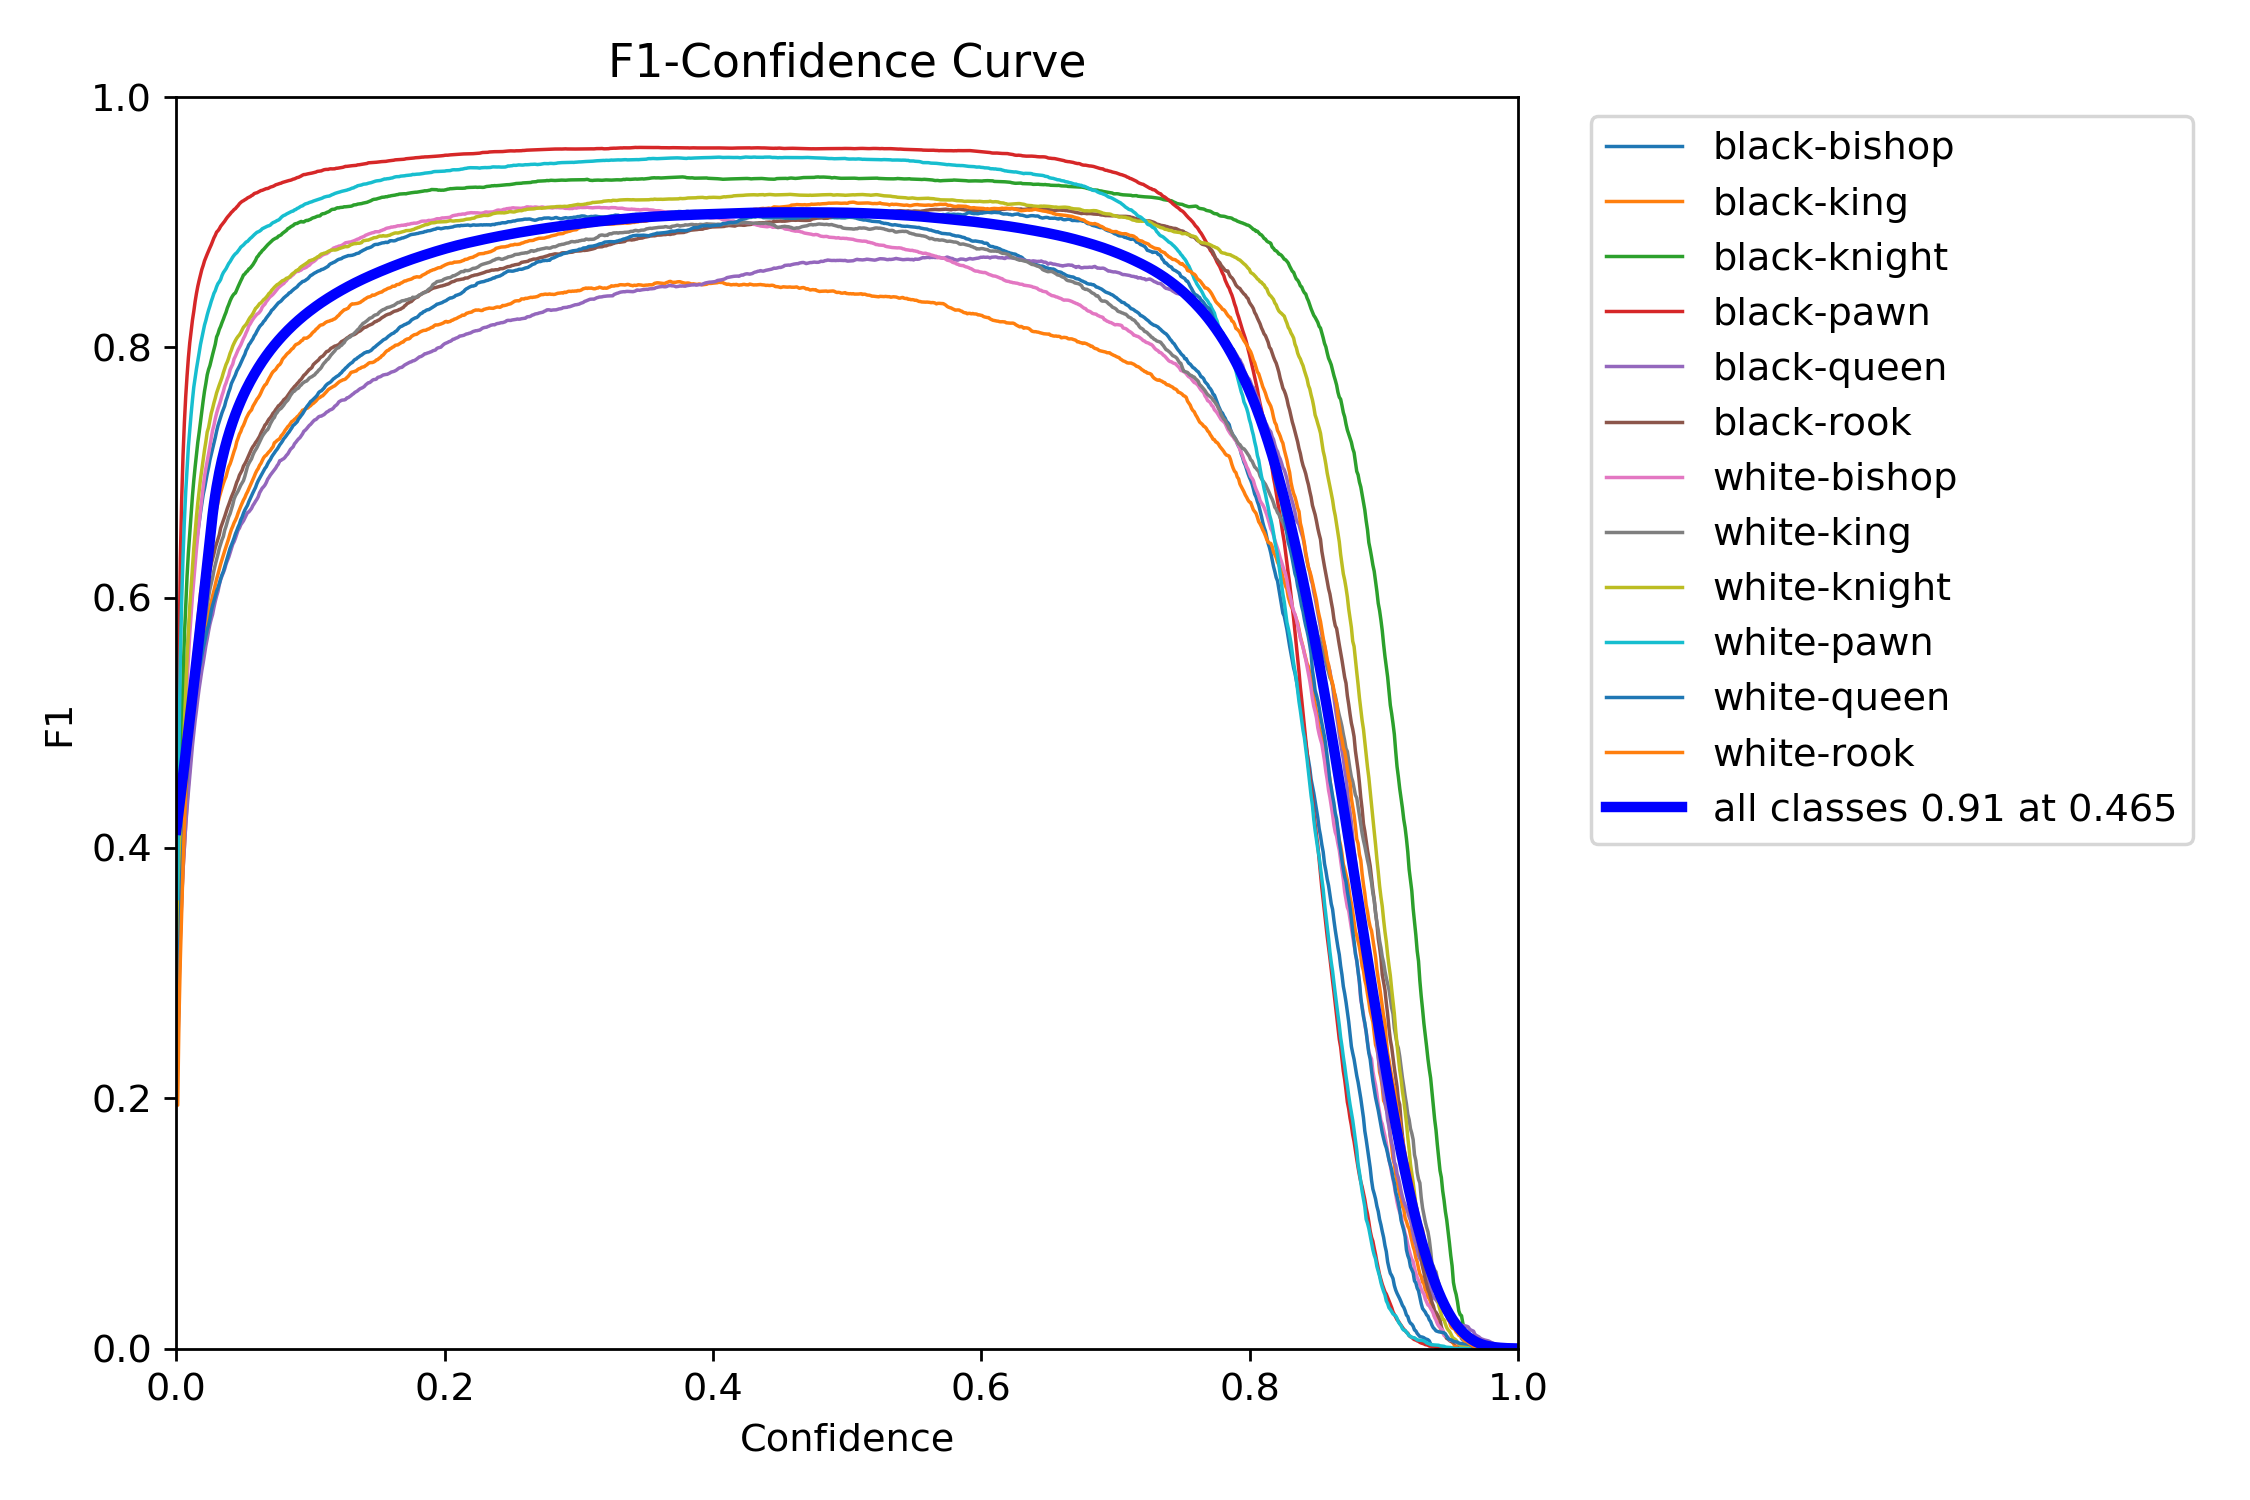 F1-Confidence Curve
1.0
0.8
0.6
0.4
0.2
0.0
F1
0.0 0.2 0.4 0.6 0.8 1.0
Confidence
black-bishop
black-king
black-knight
black-pawn
black-queen
black-rook
white-bishop
white-king
white-knight
white-pawn
white-queen
white-rook
all classes 0.91 at 0.465